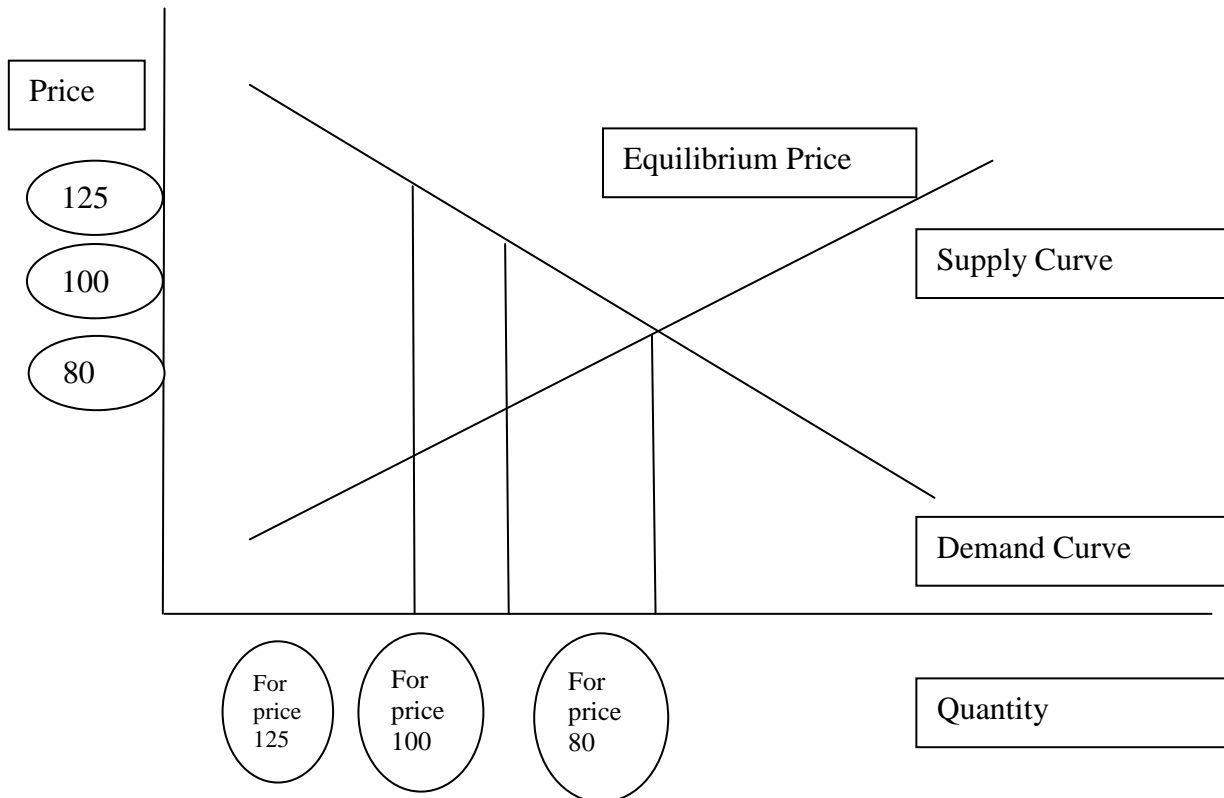 Price
Equilibrium Price
125
Supply Curve
100
80
Demand Curve
For
price
125
For
price
100
For
price
80
Quantity